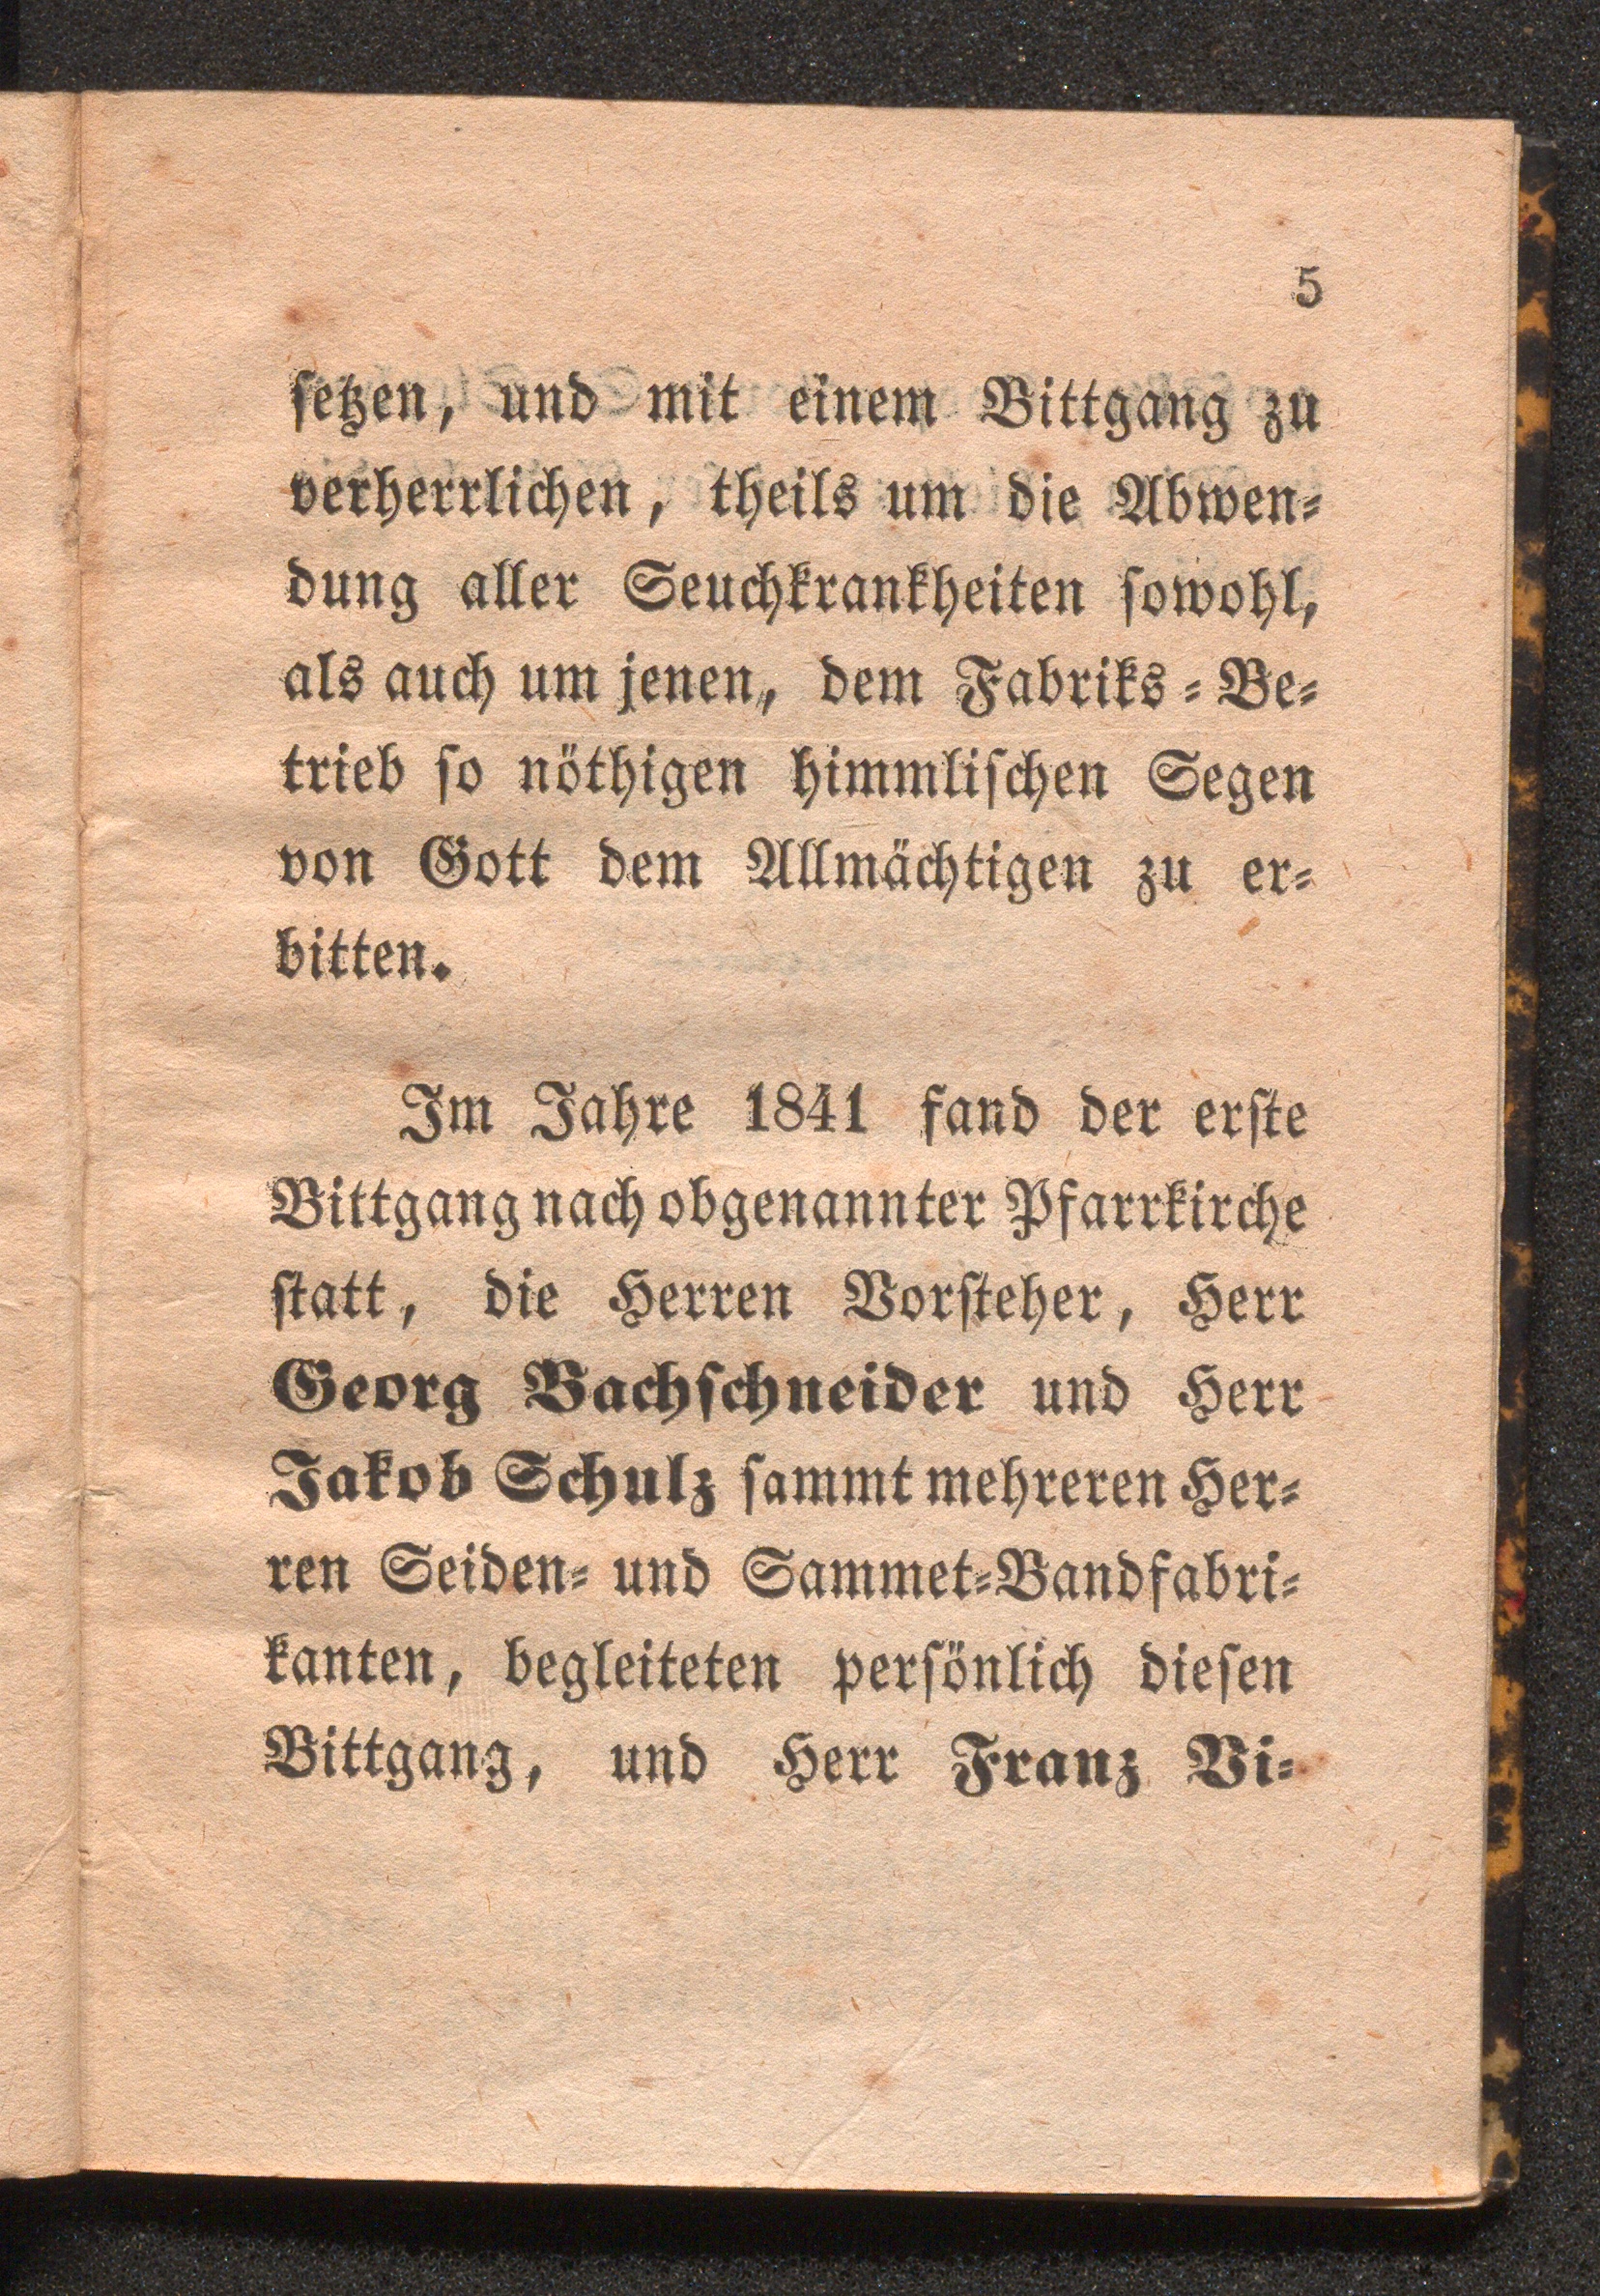 5
ſetzen, und mit einem Bittgang zu
verherrlichen, theils um die Abwen⸗
dung aller Seuchkrankheiten ſowohl,
als auch um jenen, dem Fabriks⸗Be⸗
trieb ſo nöthigen himmliſchen Segen
von Gott dem Allmächtigen zu er⸗
bitten.
Im Jahre 1841 fand der erſte
Bittgang nach obgenannter Pfarrkirche
ſtatt, die Herren Vorſteher, Herr
Georg Bachſchneider und Herr
Jakob Schulz ſammt mehreren Her⸗
ren Seiden⸗ und Sammet⸗Bandfabri⸗
kanten, begleiteten perſönlich dieſen
Bittgang, und Herr Franz Vi⸗